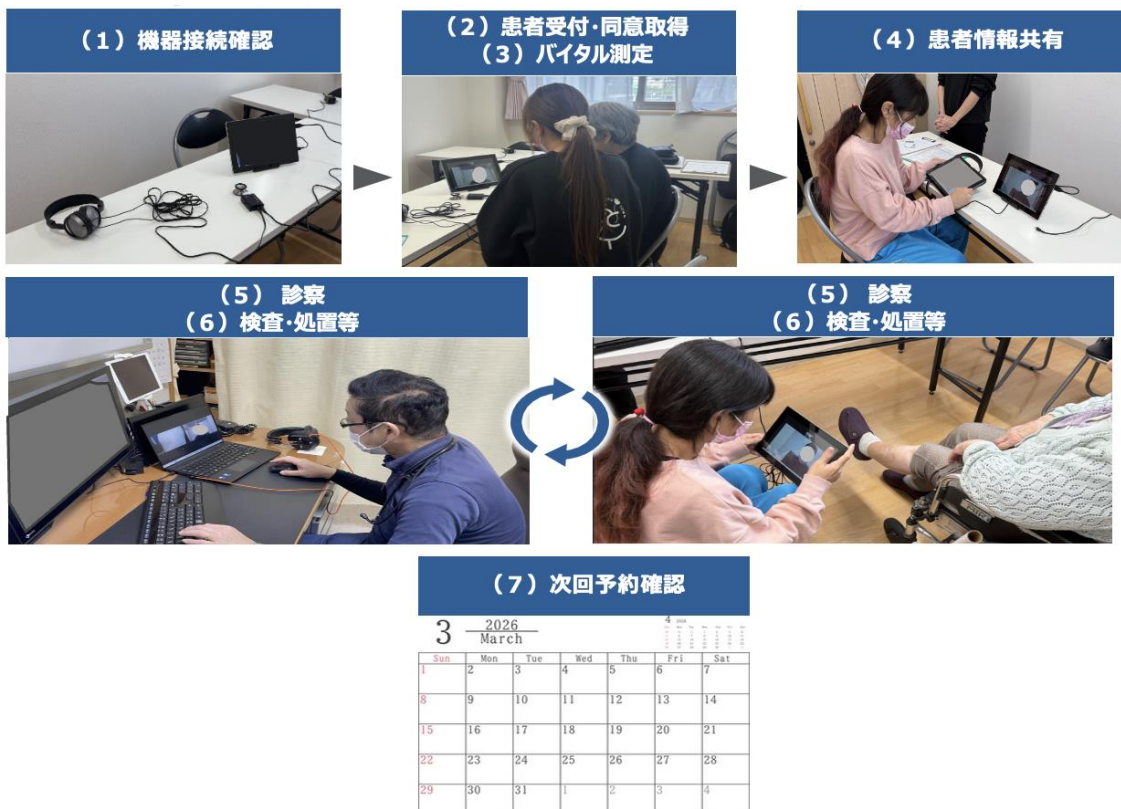 （1）機器接続確認
（2）患者受付・同意取得
（3）バイタル測定
（4）患者情報共有
（5） 診察
（6）検査・処置等
（5） 診察
（6）検査・処置等
（7）次回予約確認
3 2026 March
4 2026
Sun Mon Tue Wed Thu Fri Sat
1 2 3 4 5 6 7
8 9 10 11 12 13 14
15 16 17 18 19 20 21
22 23 24 25 26 27 28
29 30 31 1 2 3 4